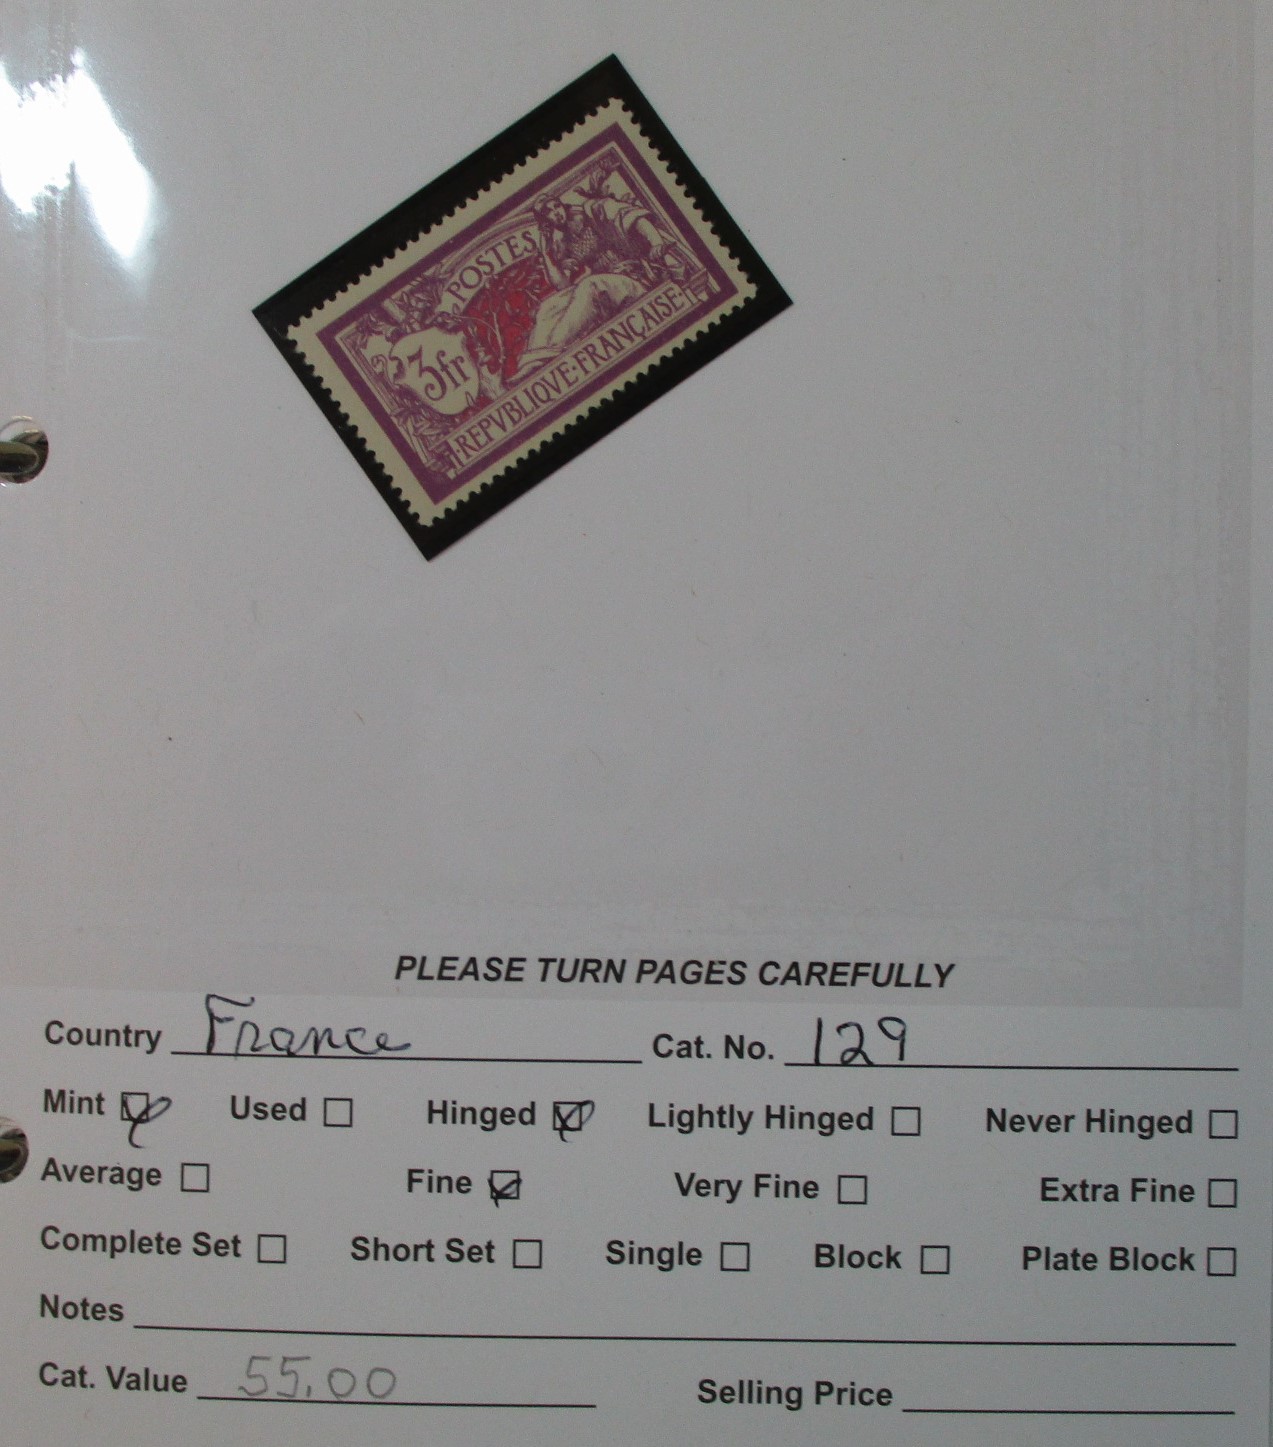 POSTES
3fr
·REPVBLIQVE·FRANÇAISE·
PLEASE TURN PAGES CAREFULLY
Country France Cat. No. 129
Mint Used Hinged Lightly Hinged Never Hinged
Average Fine Very Fine Extra Fine
Complete Set Short Set Single Block Plate Block
Notes
Cat. Value 55.00 Selling Price